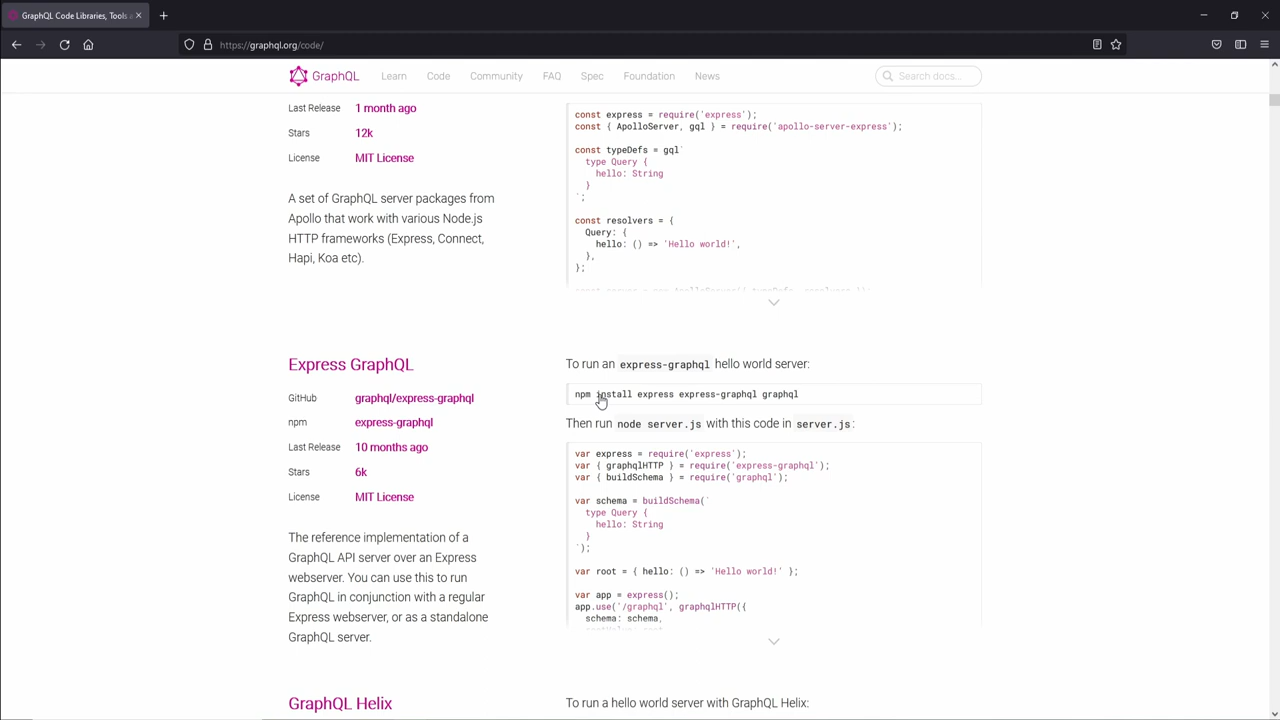 GraphQL Code Libraries, Tools a
https://graphql.org/code/
GraphQL
Learn
Code
Community
FAQ
Spec
Foundation
News
Search docs...
Last Release 1 month ago
Stars 12k
License MIT License
A set of GraphQL server packages from
Apollo that work with various Node.js
HTTP frameworks (Express, Connect,
Hapi, Koa etc).
const express = require('express');
const { ApolloServer, gql } = require('apollo-server-express');
const typeDefs = gql`
type Query {
hello: String
}
`;
const resolvers = {
Query: {
hello: () => 'Hello world!',
},
};
const server = new ApolloServer({ typeDefs, resolvers });
Express GraphQL
GitHub graphql/express-graphql
npm express-graphql
Last Release 10 months ago
Stars 6k
License MIT License
The reference implementation of a
GraphQL API server over an Express
webserver. You can use this to run
GraphQL in conjunction with a regular
Express webserver, or as a standalone
GraphQL server.
To run an express-graphql hello world server:
npm install express express-graphql graphql
Then run node server.js with this code in server.js:
var express = require('express');
var { graphqlHTTP } = require('express-graphql');
var { buildSchema } = require('graphql');
var schema = buildSchema(`
type Query {
hello: String
}
`);
var root = { hello: () => 'Hello world!' };
var app = express();
app.use('/graphql', graphqlHTTP({
schema: schema,
GraphQL Helix
To run a hello world server with GraphQL Helix: